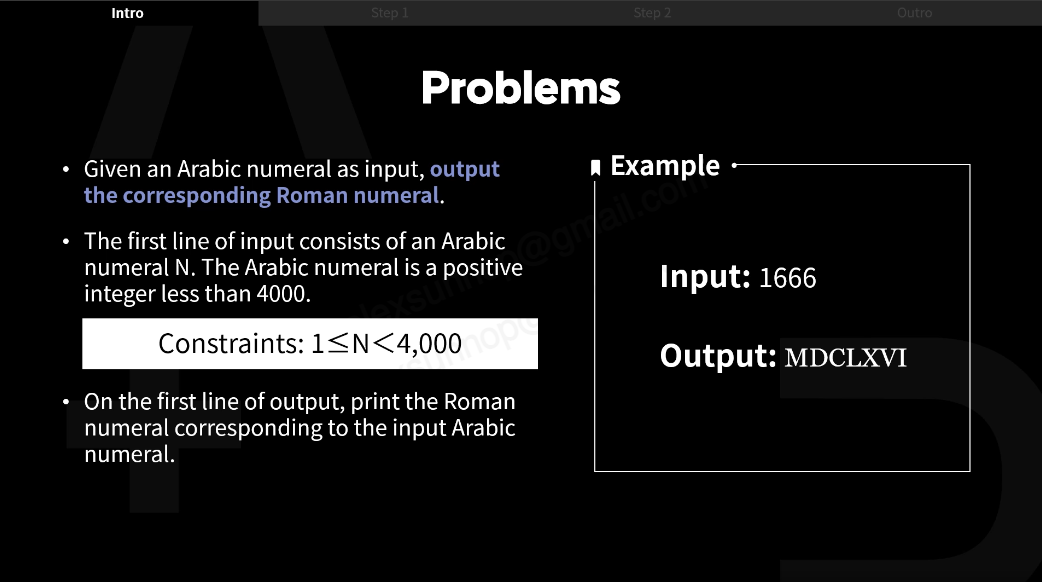 Intro
Step 1
Step 2
Outro
Problems
• Given an Arabic numeral as input, output
the corresponding Roman numeral.
• The first line of input consists of an Arabic
numeral N. The Arabic numeral is a positive
integer less than 4000.
Constraints: 1≦N＜4,000
• On the first line of output, print the Roman
numeral corresponding to the input Arabic
numeral.
Example
Input: 1666
Output: MDCLXVI